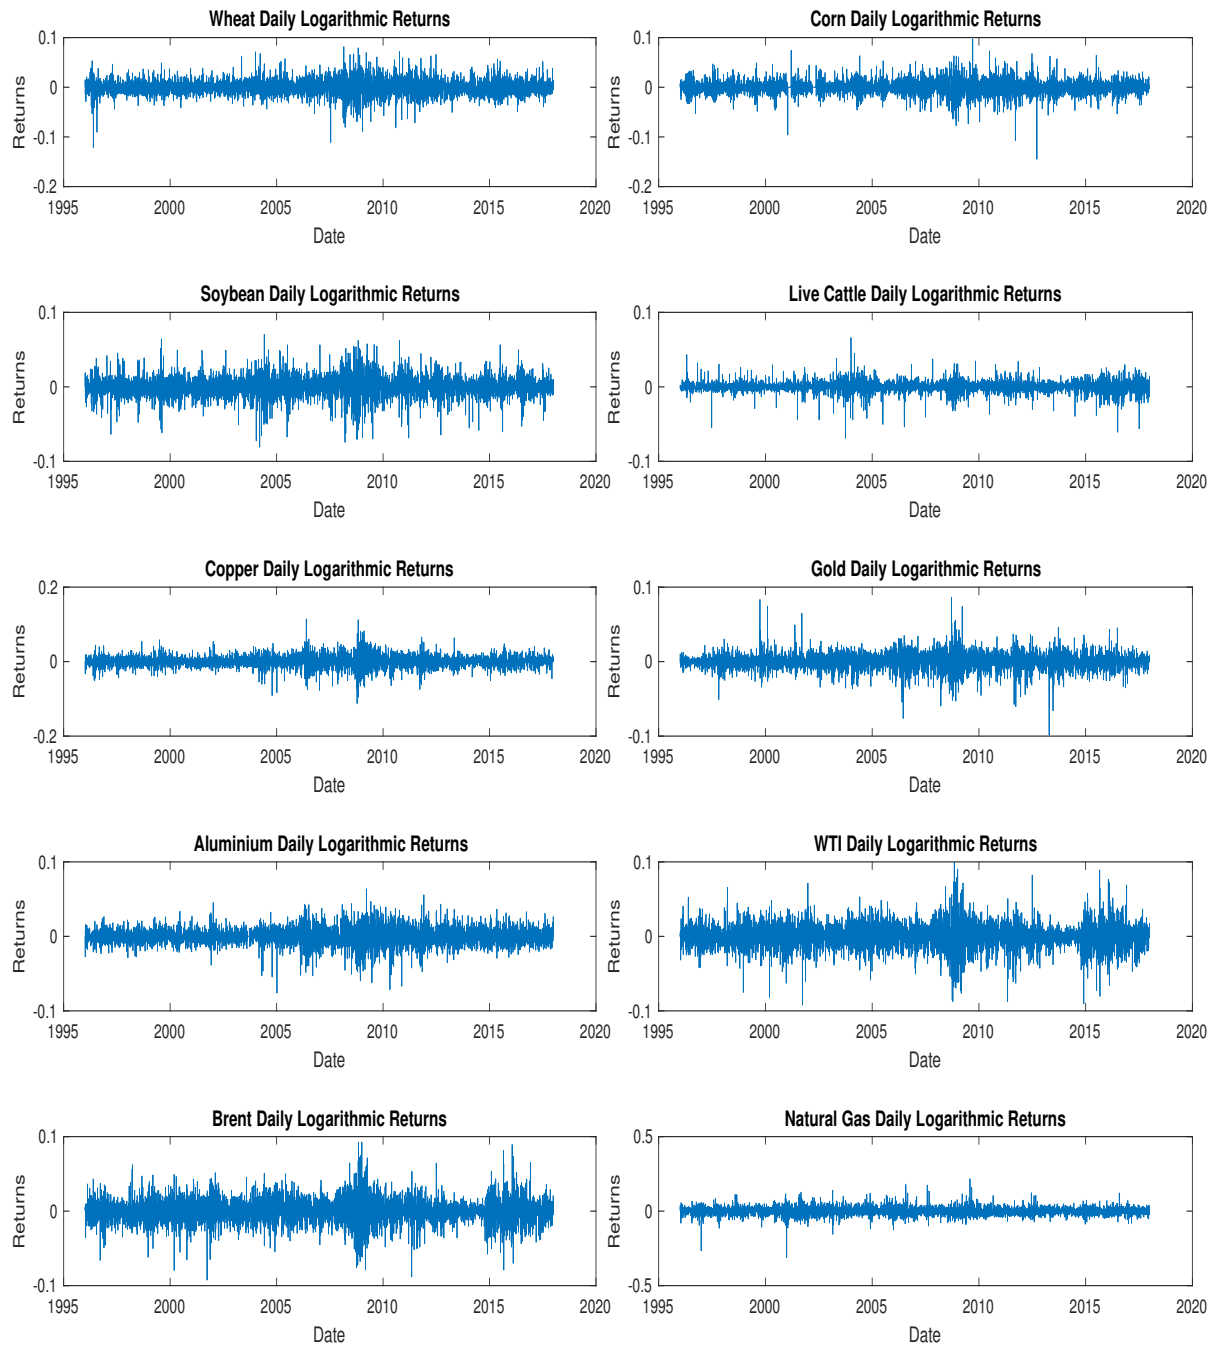 Wheat Daily Logarithmic Returns
0.1
0
-0.1
-0.2
Returns
1995 2000 2005 2010 2015 2020
Date
Corn Daily Logarithmic Returns
0.1
0
-0.1
-0.2
Returns
1995 2000 2005 2010 2015 2020
Date
Soybean Daily Logarithmic Returns
0.1
0
-0.1
Returns
1995 2000 2005 2010 2015 2020
Date
Live Cattle Daily Logarithmic Returns
0.1
0
-0.1
Returns
1995 2000 2005 2010 2015 2020
Date
Copper Daily Logarithmic Returns
0.2
0
-0.2
Returns
1995 2000 2005 2010 2015 2020
Date
Gold Daily Logarithmic Returns
0.1
0
-0.1
Returns
1995 2000 2005 2010 2015 2020
Date
Aluminium Daily Logarithmic Returns
0.1
0
-0.1
Returns
1995 2000 2005 2010 2015 2020
Date
WTI Daily Logarithmic Returns
0.1
0
-0.1
Returns
1995 2000 2005 2010 2015 2020
Date
Brent Daily Logarithmic Returns
0.1
0
-0.1
Returns
1995 2000 2005 2010 2015 2020
Date
Natural Gas Daily Logarithmic Returns
0.5
0
-0.5
Returns
1995 2000 2005 2010 2015 2020
Date